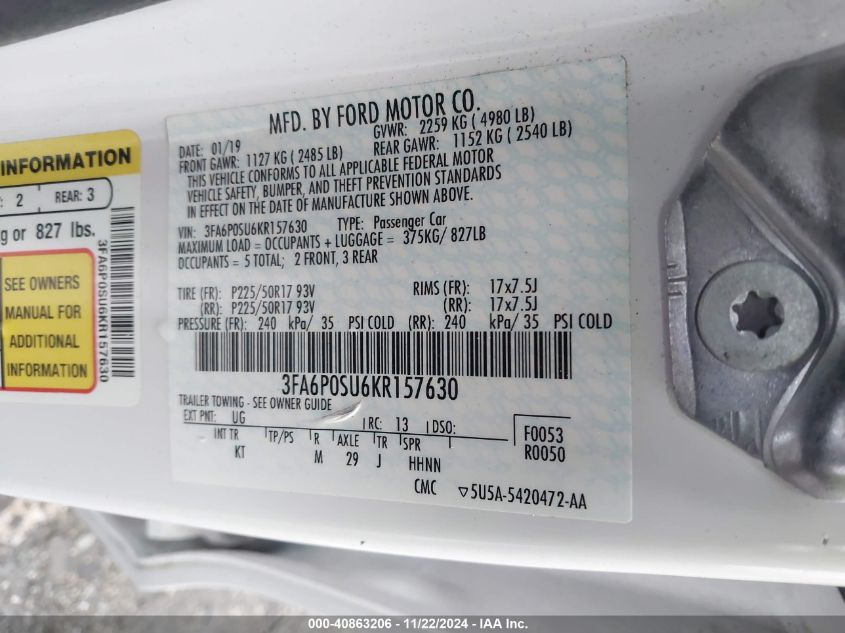 INFORMATION
2 REAR: 3
g or 827 lbs.
SEE OWNERS
MANUAL FOR
ADDITIONAL
INFORMATION
3FA6P0SU6KR157630
MFD. BY FORD MOTOR CO.
DATE: 01/19 GVWR: 2259 KG ( 4980 LB)
FRONT GAWR: 1127 KG ( 2485 LB) REAR GAWR: 1152 KG ( 2540 LB)
THIS VEHICLE CONFORMS TO ALL APPLICABLE FEDERAL MOTOR
VEHICLE SAFETY, BUMPER, AND THEFT PREVENTION STANDARDS
IN EFFECT ON THE DATE OF MANUFACTURE SHOWN ABOVE.
VIN: 3FA6P0SU6KR157630 TYPE: Passenger Car
MAXIMUM LOAD = OCCUPANTS + LUGGAGE = 375KG/ 827LB
OCCUPANTS = 5 TOTAL; 2 FRONT, 3 REAR
TIRE (FR): P225/50R17 93V RIMS (FR): 17x7.5J
(RR): P225/50R17 93V (RR): 17x7.5J
PRESSURE (FR): 240 kPa/ 35 PSI COLD (RR): 240 kPa/ 35 PSI COLD
3FA6P0SU6KR157630
TRAILER TOWING - SEE OWNER GUIDE
EXT PNT: UG RC: 13 DSO:
INT TR TP/PS R AXLE TR SPR
KT M 29 J HHNN
F0053
R0050
CMC ▽5U5A-5420472-AA
000-40863206 - 11/22/2024 - IAA Inc.